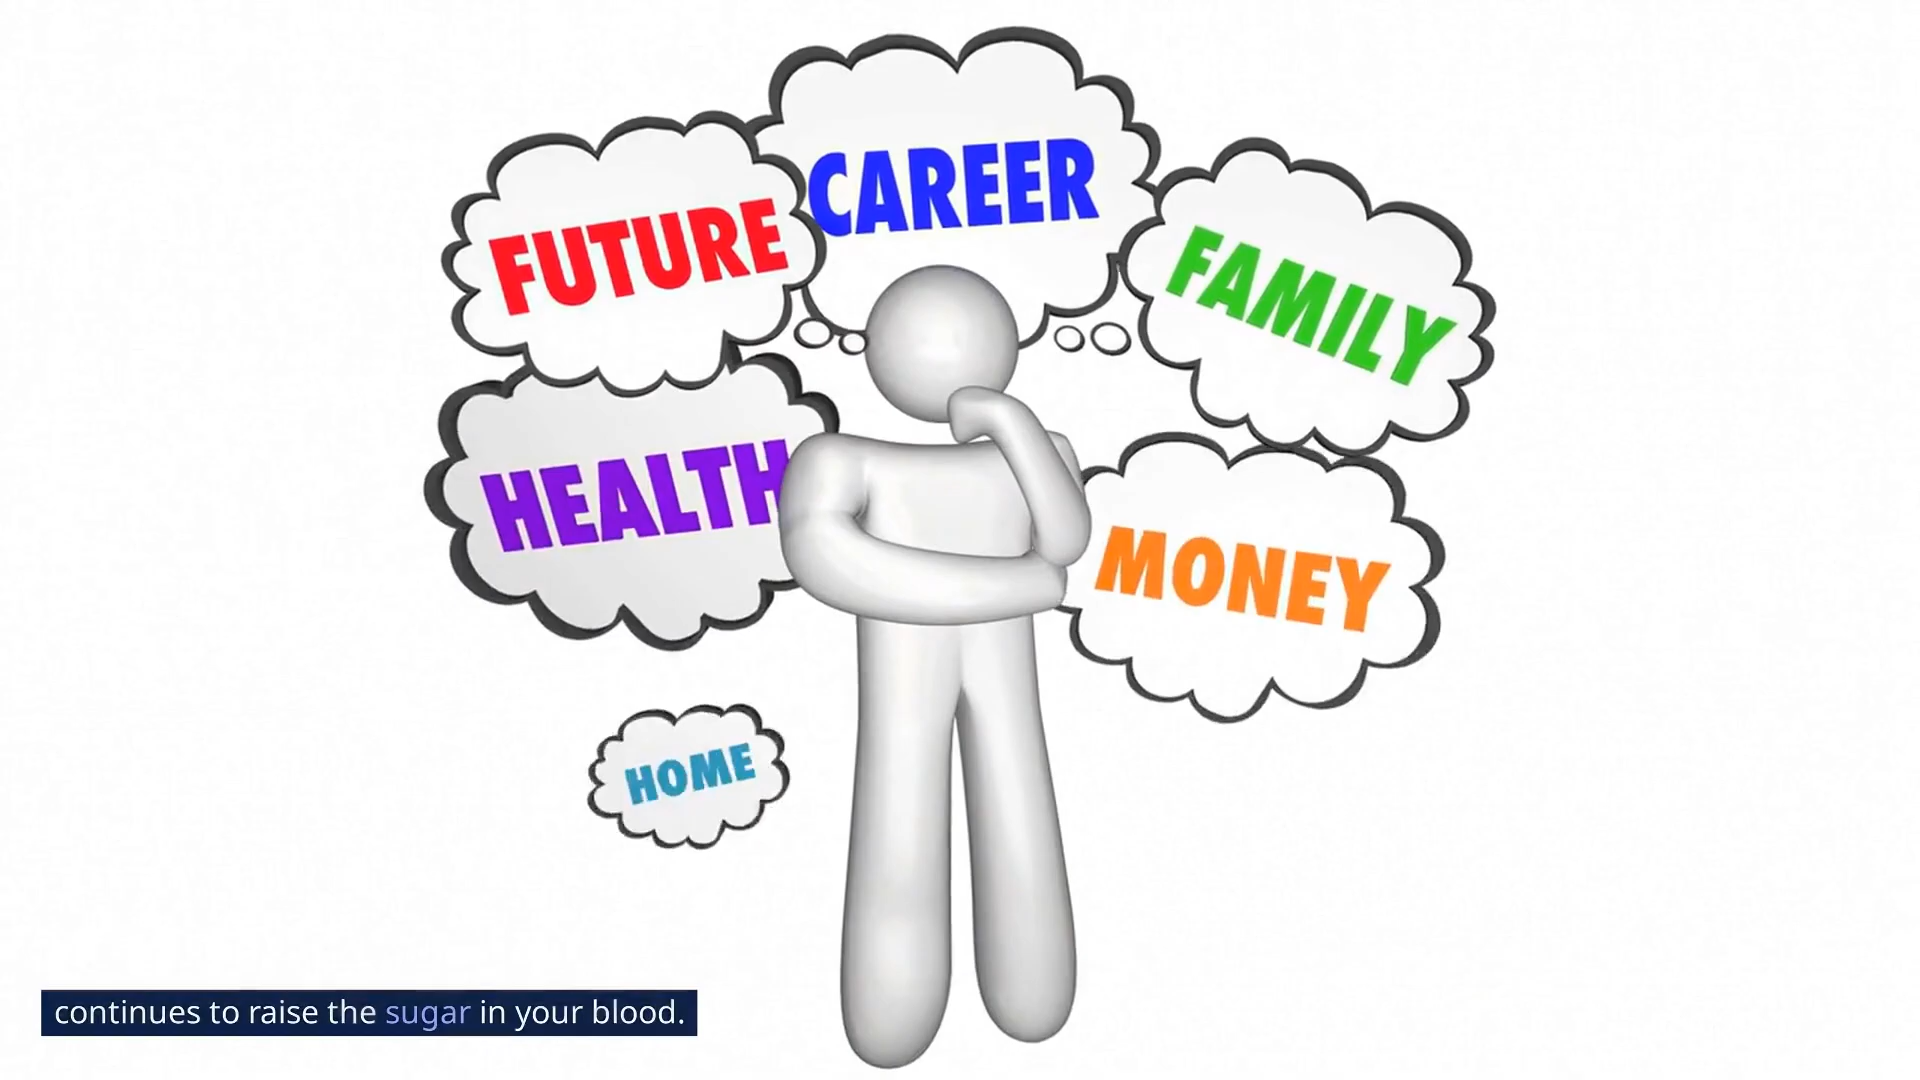 CAREER
FUTURE
FAMILY
HEALTH
MONEY
HOME
continues to raise the sugar in your blood.